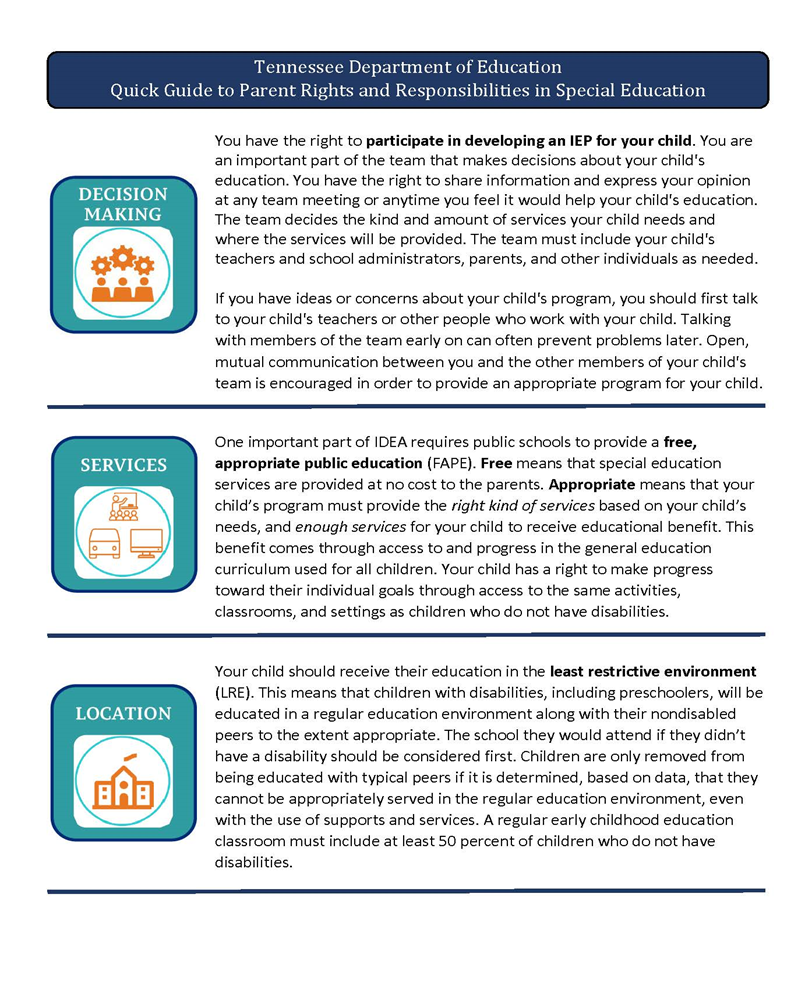 Tennessee Department of Education
Quick Guide to Parent Rights and Responsibilities in Special Education
DECISION
MAKING
You have the right to participate in developing an IEP for your child. You are
an important part of the team that makes decisions about your child's
education. You have the right to share information and express your opinion
at any team meeting or anytime you feel it would help your child's education.
The team decides the kind and amount of services your child needs and
where the services will be provided. The team must include your child's
teachers and school administrators, parents, and other individuals as needed.
If you have ideas or concerns about your child's program, you should first talk
to your child's teachers or other people who work with your child. Talking
with members of the team early on can often prevent problems later. Open,
mutual communication between you and the other members of your child's
team is encouraged in order to provide an appropriate program for your child.
SERVICES
One important part of IDEA requires public schools to provide a free,
appropriate public education (FAPE). Free means that special education
services are provided at no cost to the parents. Appropriate means that your
child’s program must provide the right kind of services based on your child’s
needs, and enough services for your child to receive educational benefit. This
benefit comes through access to and progress in the general education
curriculum used for all children. Your child has a right to make progress
toward their individual goals through access to the same activities,
classrooms, and settings as children who do not have disabilities.
LOCATION
Your child should receive their education in the least restrictive environment
(LRE). This means that children with disabilities, including preschoolers, will be
educated in a regular education environment along with their nondisabled
peers to the extent appropriate. The school they would attend if they didn’t
have a disability should be considered first. Children are only removed from
being educated with typical peers if it is determined, based on data, that they
cannot be appropriately served in the regular education environment, even
with the use of supports and services. A regular early childhood education
classroom must include at least 50 percent of children who do not have
disabilities.